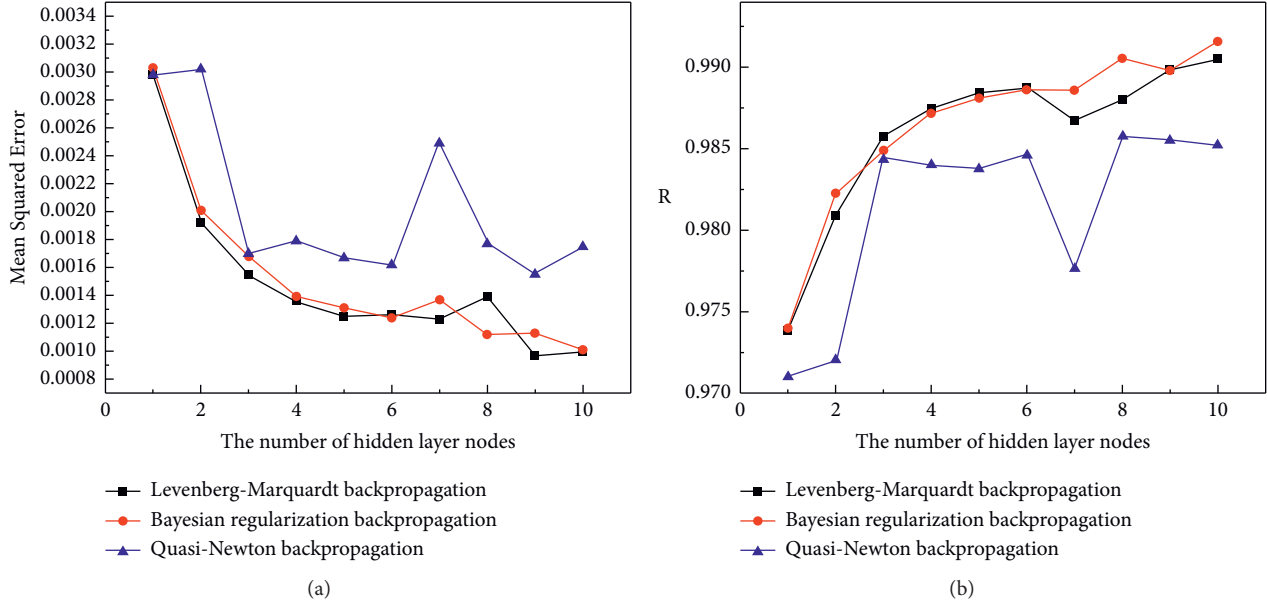 0.0034
0.0032
0.0030
0.0028
0.0026
0.0024
0.0022
0.0020
0.0018
0.0016
0.0014
0.0012
0.0010
0.0008
Mean Squared Error
0 2 4 6 8 10
The number of hidden layer nodes
Levenberg-Marquardt backpropagation
Bayesian regularization backpropagation
Quasi-Newton backpropagation
(a)
0.990
0.985
0.980
0.975
0.970
R
0 2 4 6 8 10
The number of hidden layer nodes
Levenberg-Marquardt backpropagation
Bayesian regularization backpropagation
Quasi-Newton backpropagation
(b)